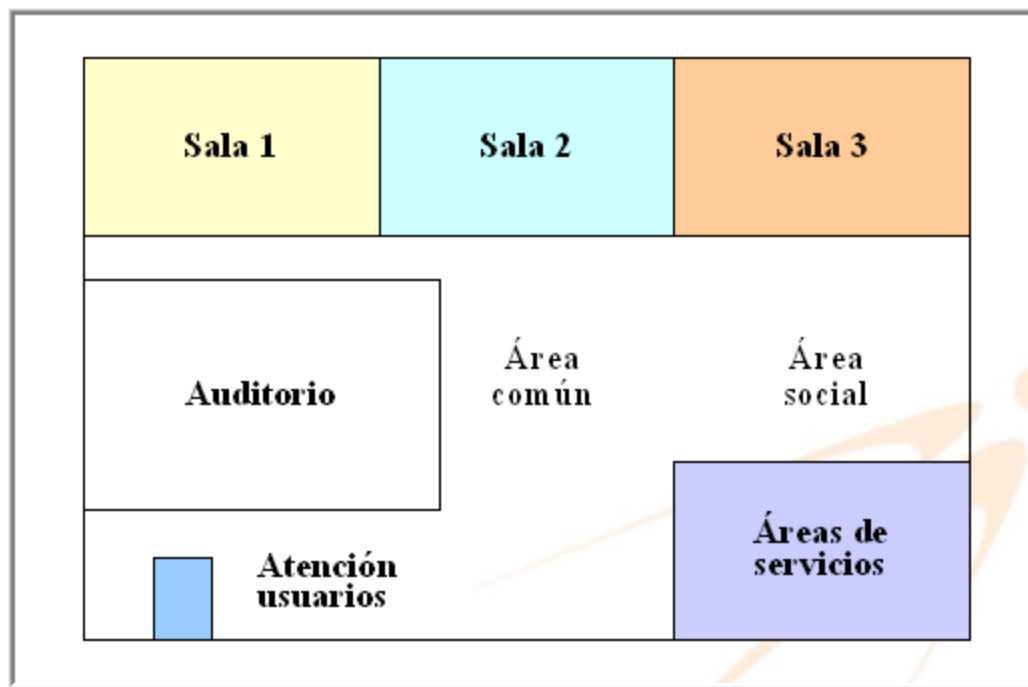 Sala 1
Sala 2
Sala 3
Auditorio
Área
común
Área
social
Áreas de
servicios
Atención
usuarios